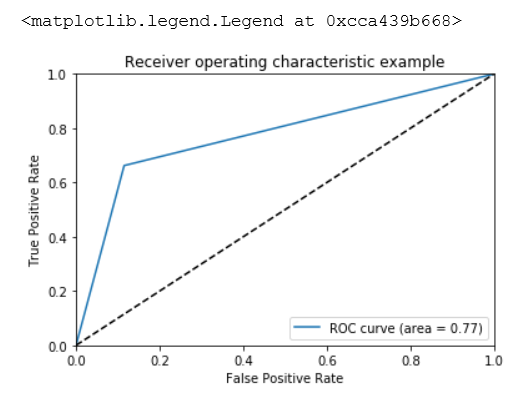 <matplotlib.legend.Legend at 0xcca439b668>
Receiver operating characteristic example
True Positive Rate
1.0
0.8
0.6
0.4
0.2
0.0
ROC curve (area = 0.77)
0.0 0.2 0.4 0.6 0.8 1.0
False Positive Rate